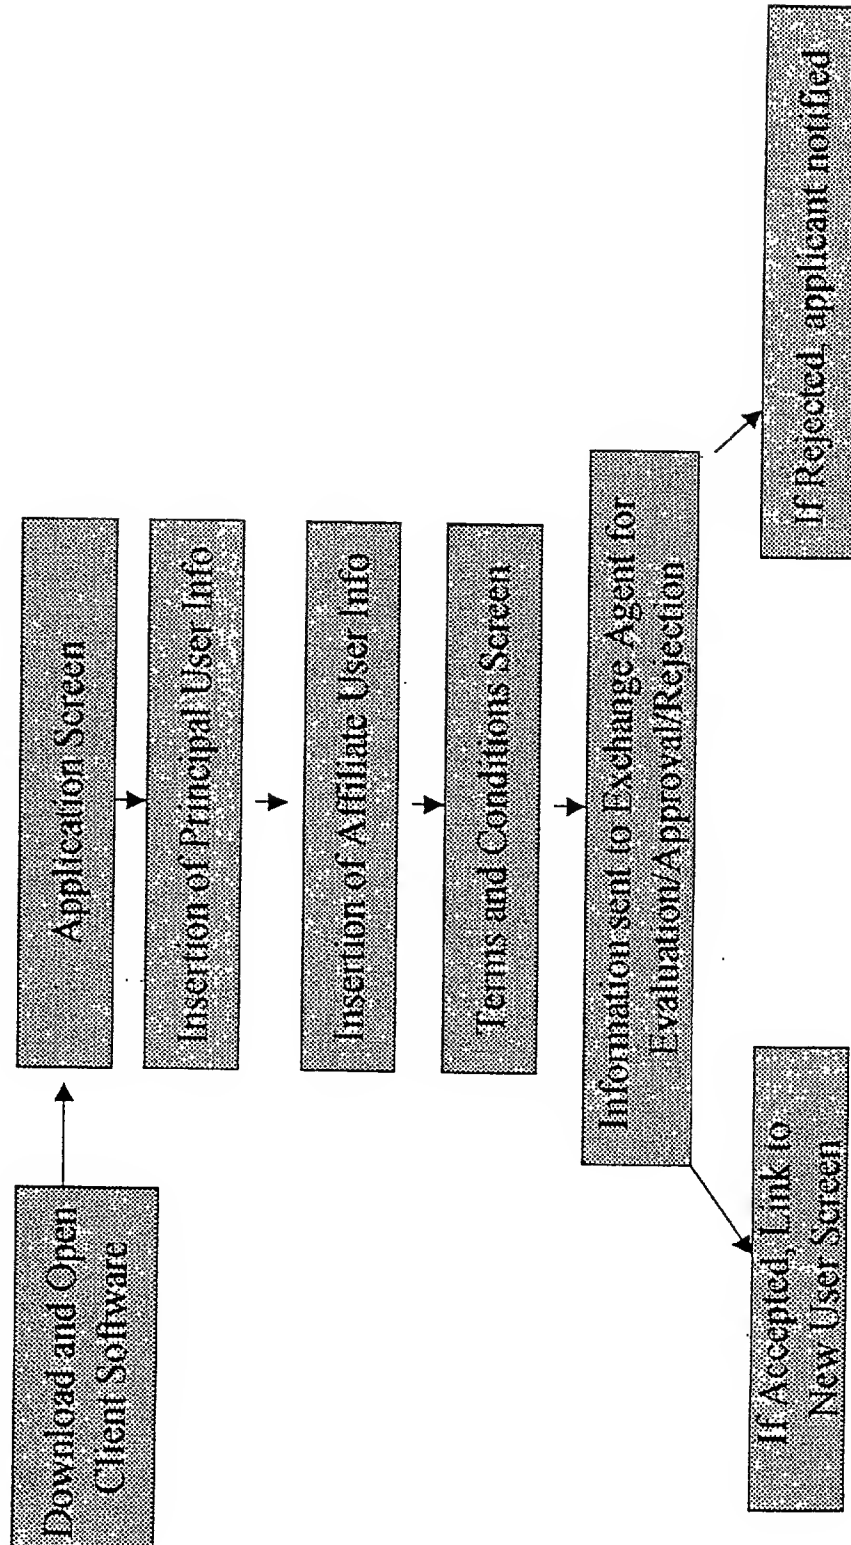 Download and Open
Client Software
Application Screen
Insertion of Principal User Info
Insertion of Affiliate User Info
Terms and Conditions Screen
Information sent to Exchange Agent for
Evaluation/Approval/Rejection
If Accepted, Link to
New User Screen
If Rejected, applicant notified